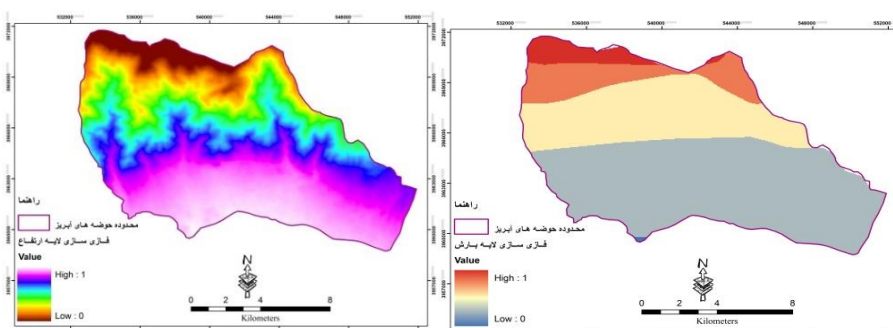 532000 536000 540000 544000 548000 552000
راهنما
محدوده حوضه های آبریز
فازی سازی لایه ارتفاع
Value
High : 1
Low : 0
N
0 2 4 8
Kilometers
532000 536000 540000 544000 548000 552000
راهنما
محدوده حوضه های آبریز
فازی سازی لایه بارش
Value
High : 1
Low : 0
N
0 2 4 8
Kilometers